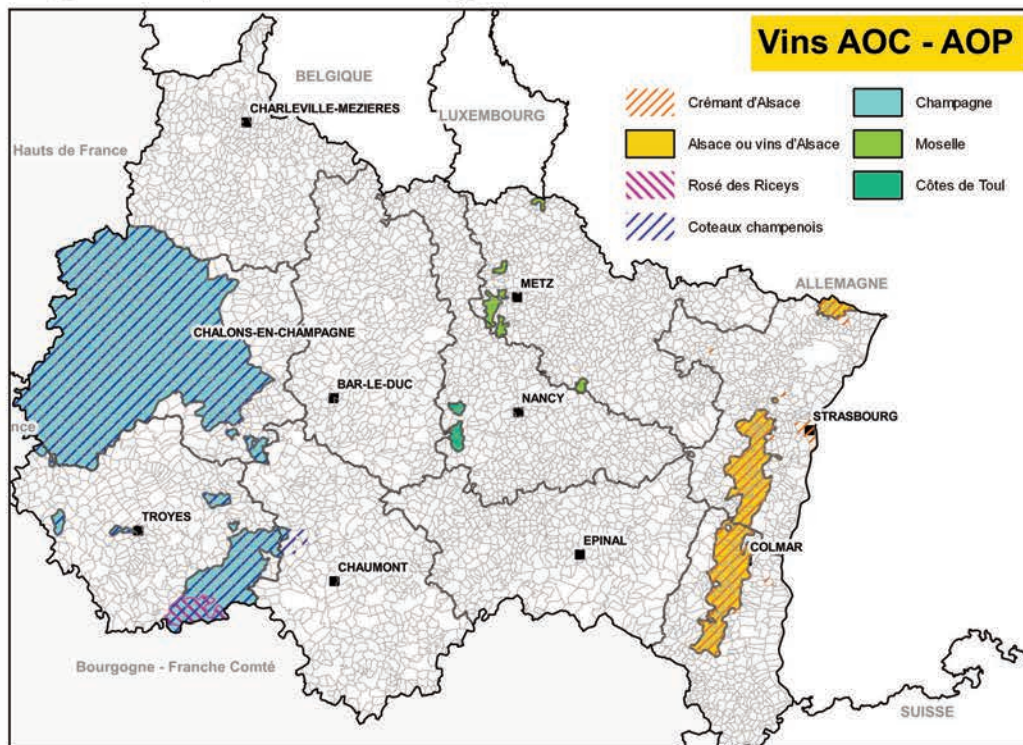 Vins AOC - AOP
Crémant d'Alsace
Alsace ou vins d'Alsace
Rosé des Riceys
Coteaux champenois
Champagne
Moselle
Côtes de Toul
BELGIQUE
CHARLEVILLE-MEZIERES
LUXEMBOURG
Hauts de France
ALLEMAGNE
METZ
CHALONS-EN-CHAMPAGNE
BAR-LE-DUC
NANCY
STRASBOURG
nce
TROYES
EPINAL
COLMAR
CHAUMONT
Bourgogne - Franche Comté
SUISSE